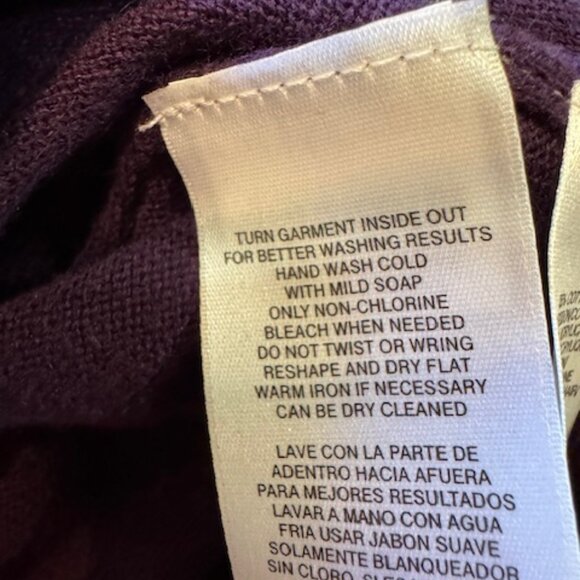 TURN GARMENT INSIDE OUT
FOR BETTER WASHING RESULTS
HAND WASH COLD
WITH MILD SOAP
ONLY NON-CHLORINE
BLEACH WHEN NEEDED
DO NOT TWIST OR WRING
RESHAPE AND DRY FLAT
WARM IRON IF NECESSARY
CAN BE DRY CLEANED
LAVE CON LA PARTE DE
ADENTRO HACIA AFUERA
PARA MEJORES RESULTADOS
LAVAR A MANO CON AGUA
FRIA USAR JABON SUAVE
SOLAMENTE BLANQUEADOR
SIN CLORO